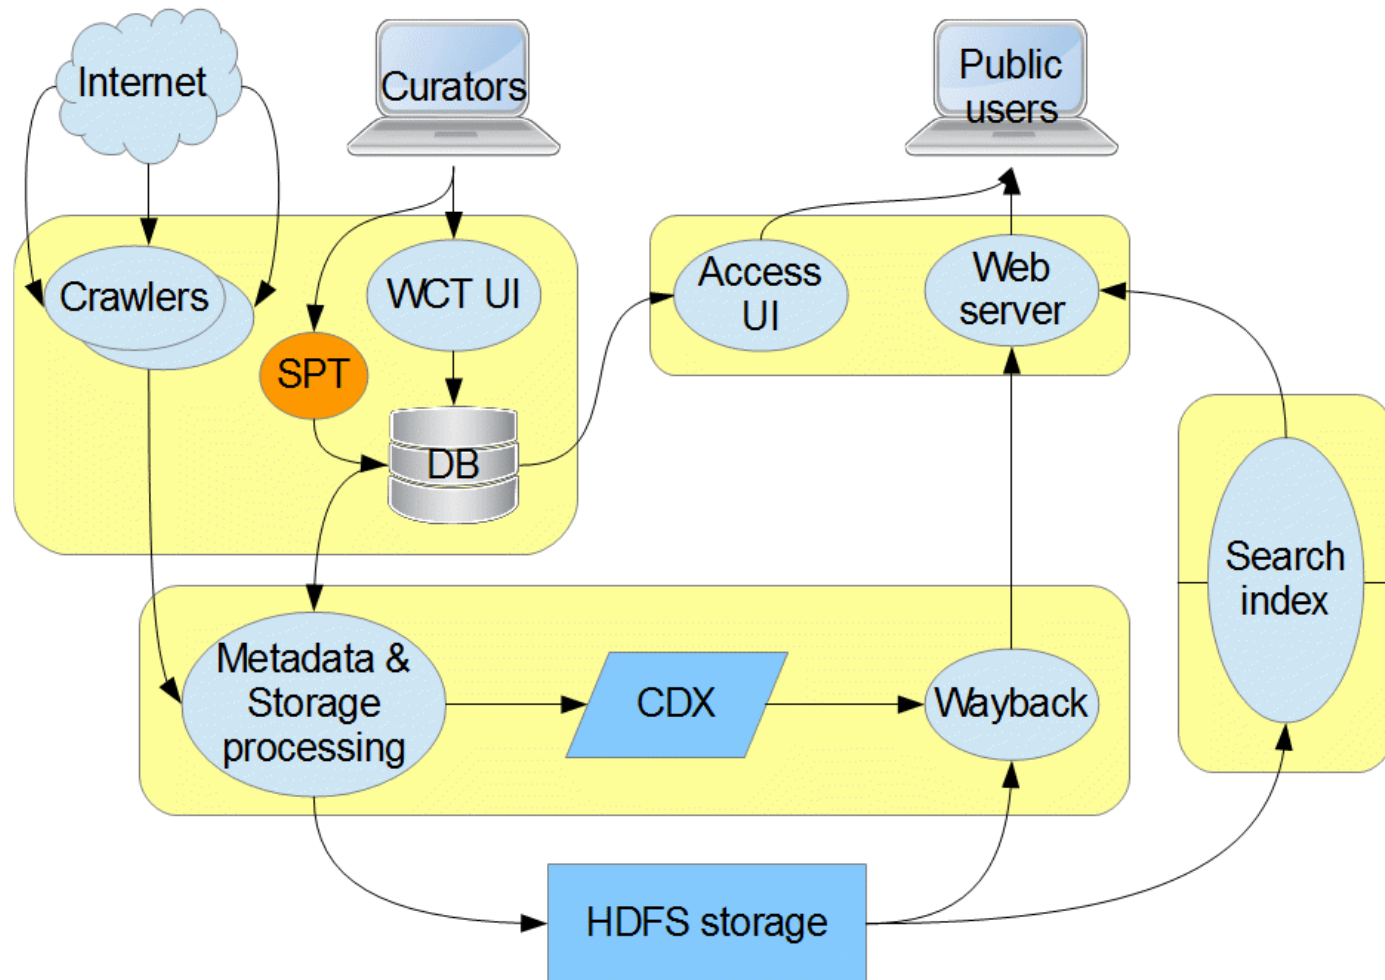 Internet
Curators
Public
users
Crawlers
WCT UI
Access
UI
Web
server
SPT
DB
Search
index
Metadata &
Storage
processing
CDX
Wayback
HDFS storage